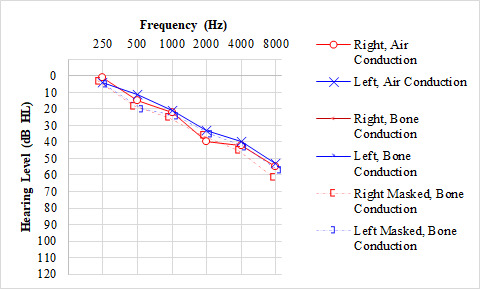 Frequency (Hz)
250 500 1000 2000 4000 8000
Hearing Level (dB HL)
0
10
20
30
40
50
60
70
80
90
100
110
120
Right, Air
Conduction
Left, Air Conduction
Right, Bone
Conduction
Left, Bone
Conduction
Right Masked, Bone
Conduction
Left Masked, Bone
Conduction